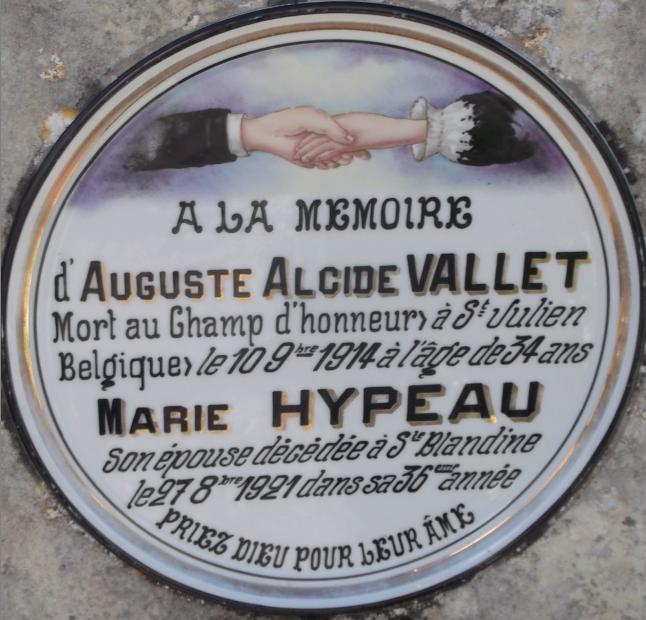 A LA MEMOIRE
d'AUGUSTE ALCIDE VALLET
Mort au Champ d'honneur, à St Julien
Belgique, le 10 9bre 1914 à l'âge de 34 ans
MARIE HYPEAU
son épouse décédée à Ste Blandine
le 27 8bre 1921 dans sa 36eme année
PRIEZ DIEU POUR LEUR ÂME